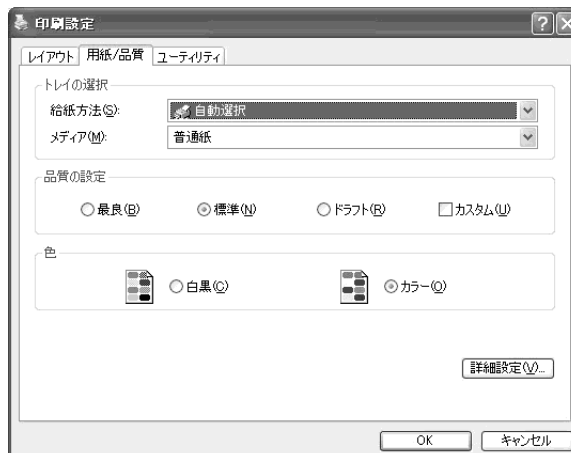 印刷設定
レイアウト 用紙/品質 ユーティリティ
トレイの選択
給紙方法(S): 自動選択
メディア(M): 普通紙
品質の設定
最良(B) 標準(N) ドラフト(R) カスタム(U)
色
白黒(C) カラー(O)
詳細設定(V)...
OK キャンセル